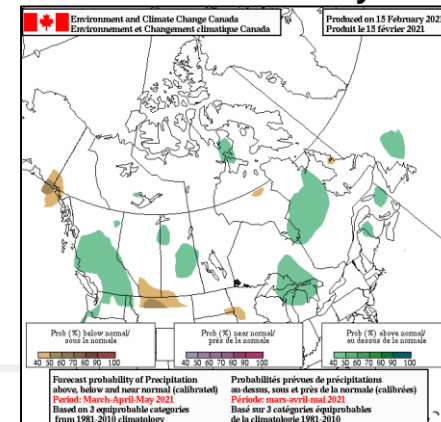 Environment and Climate Change Canada
Environnement et Changement climatique Canada
Produced on 15 February 2021
Produit le 15 février 2021
Prob (%) below normal/
sous la normale
40 50 60 70 80 90 100
Prob (%) near normal/
près de la normale
40 50 60 70 80 90 100
Prob (%) above normal/
au dessus de la normale
40 50 60 70 80 90 100
Forecast probability of Precipitation
above, below and near normal (calibrated)
Period: March-April-May 2021
Based on 3 equiprobable categories
from 1981-2010 climatology
Probabilités prévues de précipitations
au-dessus, sous et près de la normale (calibrées)
Période: mars-avril-mai 2021
Basé sur 3 catégories équiprobables
de la climatologie 1981-2010